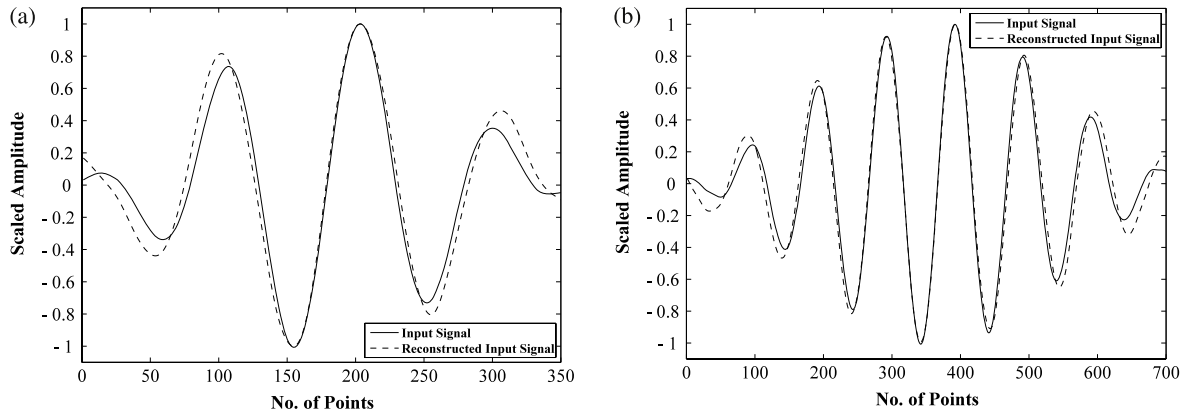 (a)
1
0.8
0.6
0.4
0.2
0
- 0.2
- 0.4
- 0.6
- 0.8
- 1
Scaled Amplitude
Input Signal
Reconstructed Input Signal
0 50 100 150 200 250 300 350
No. of Points
(b)
1
0.8
0.6
0.4
0.2
0
- 0.2
- 0.4
- 0.6
- 0.8
- 1
Scaled Amplitude
Input Signal
Reconstructed Input Signal
0 100 200 300 400 500 600 700
No. of Points